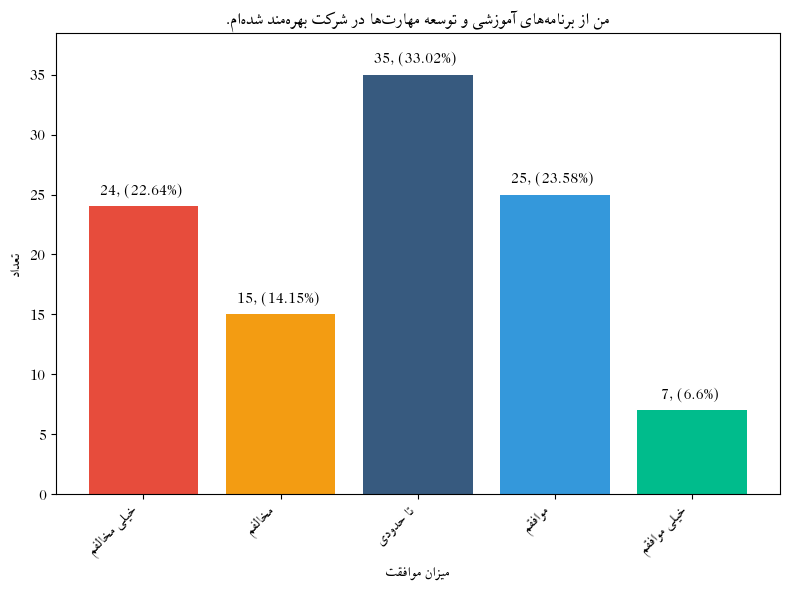 من از برنامه‌های آموزشی و توسعه مهارت‌ها در شرکت بهره‌مند شده‌ام.
35, (33.02%)
25, (23.58%)
24, (22.64%)
15, (14.15%)
7, (6.6%)
35
30
25
20
15
10
5
0
تعداد
خیلی مخالفم
مخالفم
تا حدودی
موافقم
خیلی موافقم
میزان موافقت